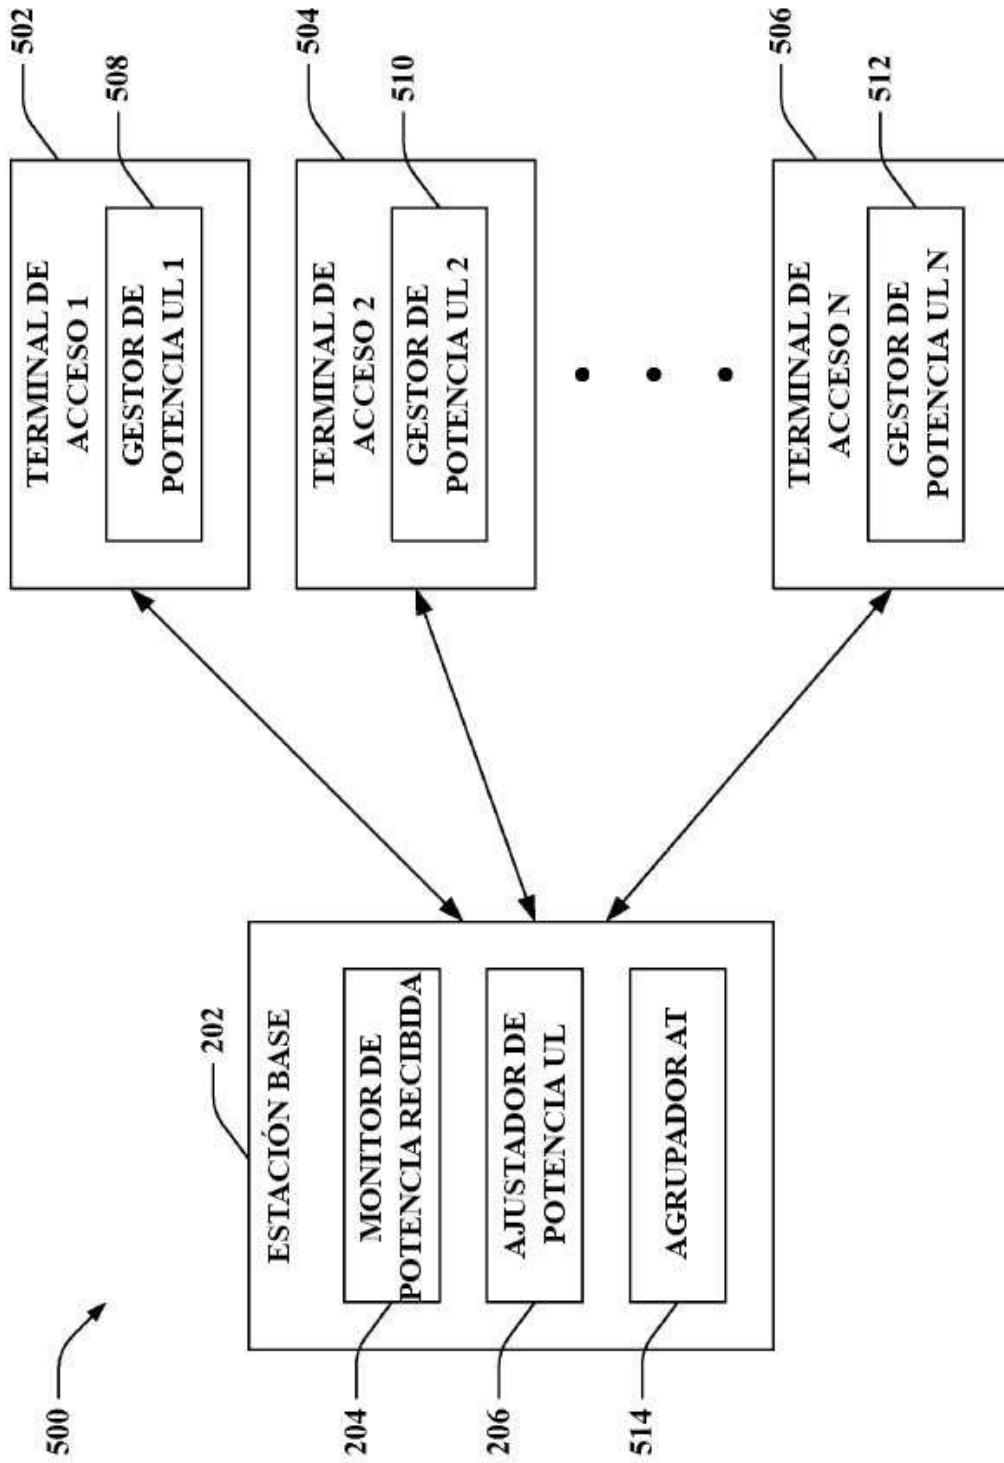 500
202
ESTACIÓN BASE
204
MONITOR DE
POTENCIA RECIBIDA
206
AJUSTADOR DE
POTENCIA UL
514
AGRUPADOR AT
502
TERMINAL DE
ACCESO 1
508
GESTOR DE
POTENCIA UL 1
504
TERMINAL DE
ACCESO 2
510
GESTOR DE
POTENCIA UL 2
506
TERMINAL DE
ACCESO N
512
GESTOR DE
POTENCIA UL N